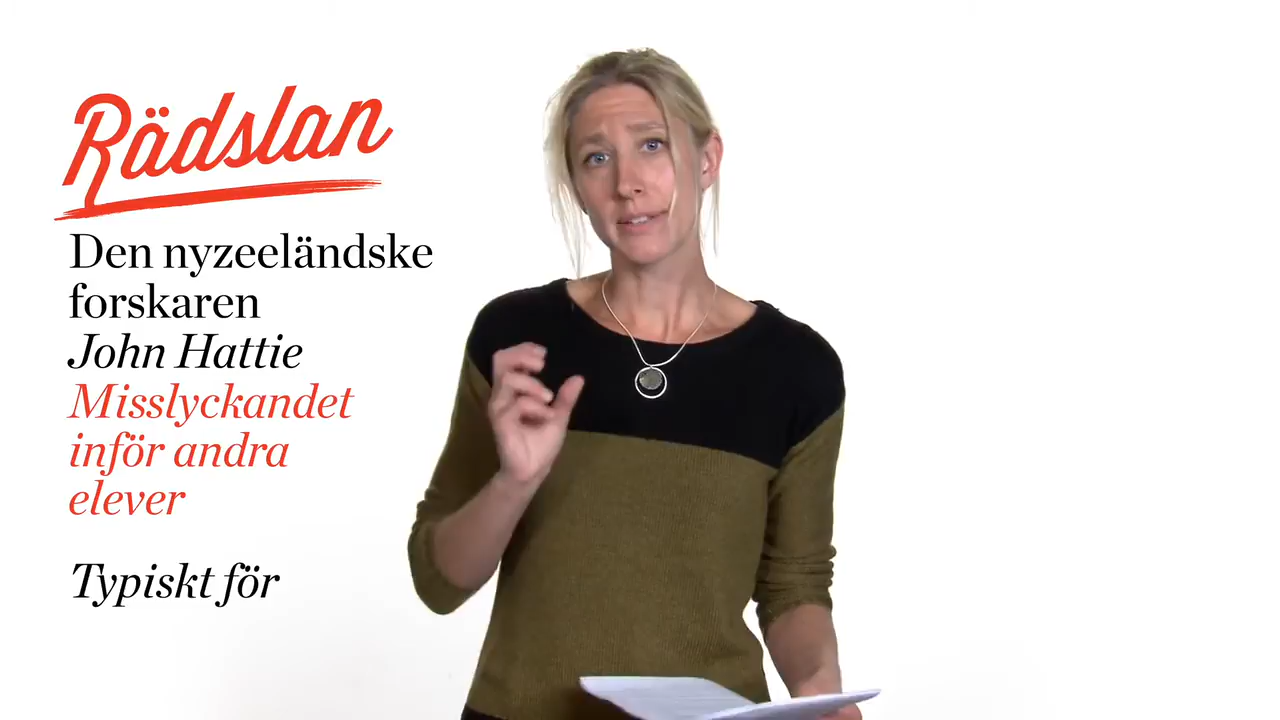 Rädslan
Den nyzeeländske
forskaren
John Hattie
Misslyckandet
inför andra
elever
Typiskt för